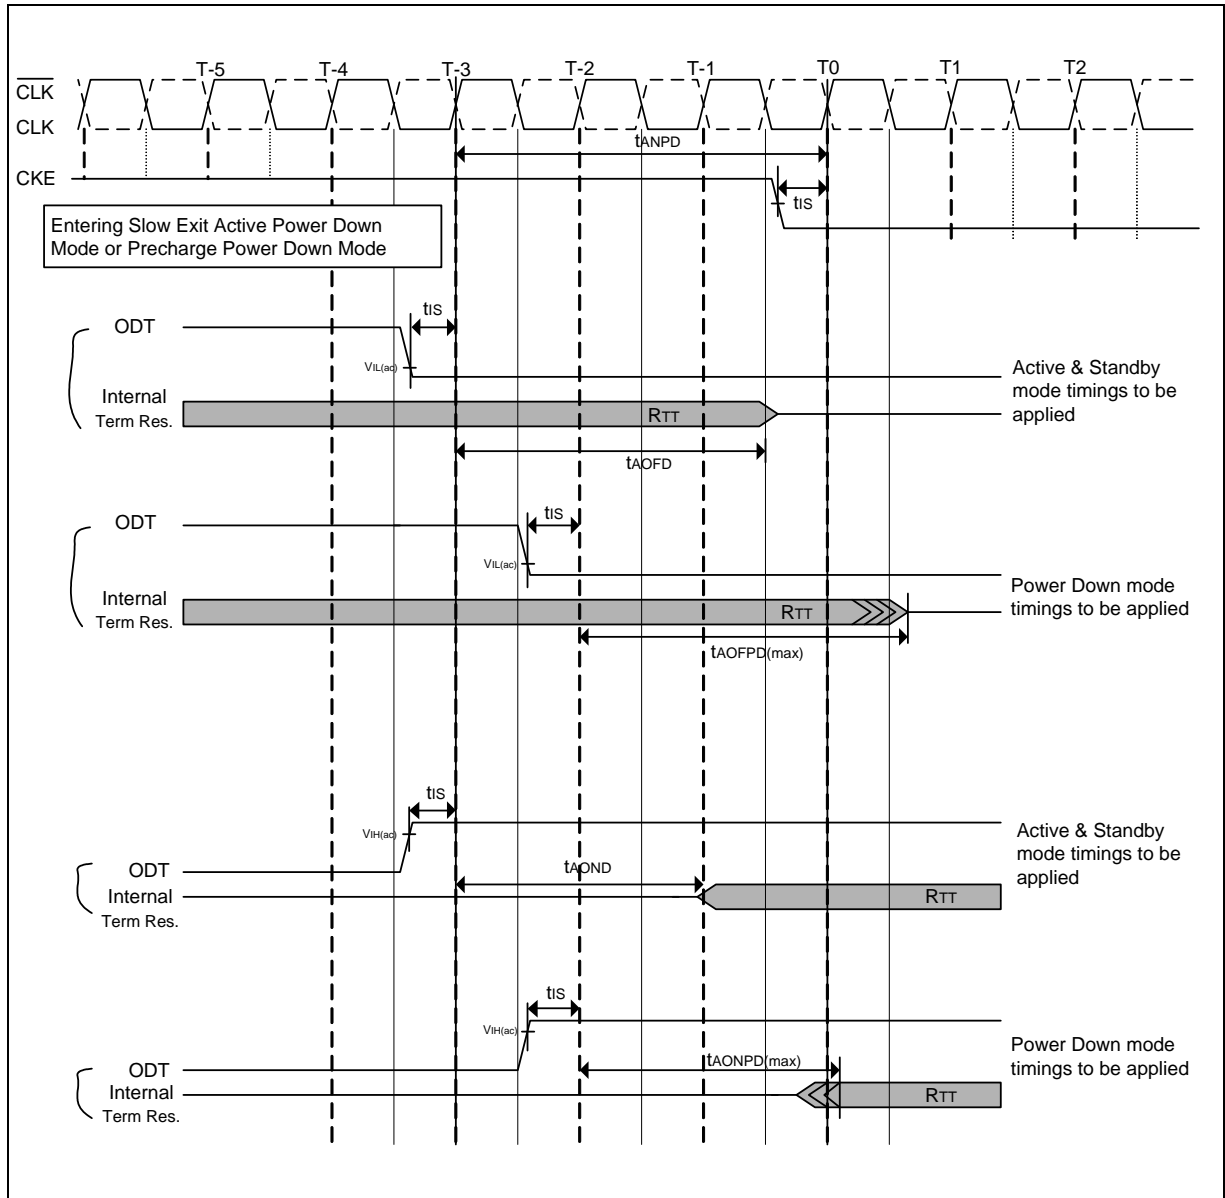 T-5 T-4 T-3 T-2 T-1 T0 T1 T2
CLK
CLK
tANPD
CKE
tIS
Entering Slow Exit Active Power Down
Mode or Precharge Power Down Mode
tIS
ODT
VIL(ac)
Active & Standby
mode timings to be
applied
Internal
Term Res.
RTT
tAOFD
tIS
ODT
VIL(ac)
Power Down mode
timings to be applied
Internal
Term Res.
RTT
tAOFPD(max)
tIS
VIH(ac)
Active & Standby
mode timings to be
applied
ODT
tAOND
Internal
RTT
Term Res.
tIS
VIH(ac)
Power Down mode
timings to be applied
ODT
tAONPD(max)
Internal
RTT
Term Res.